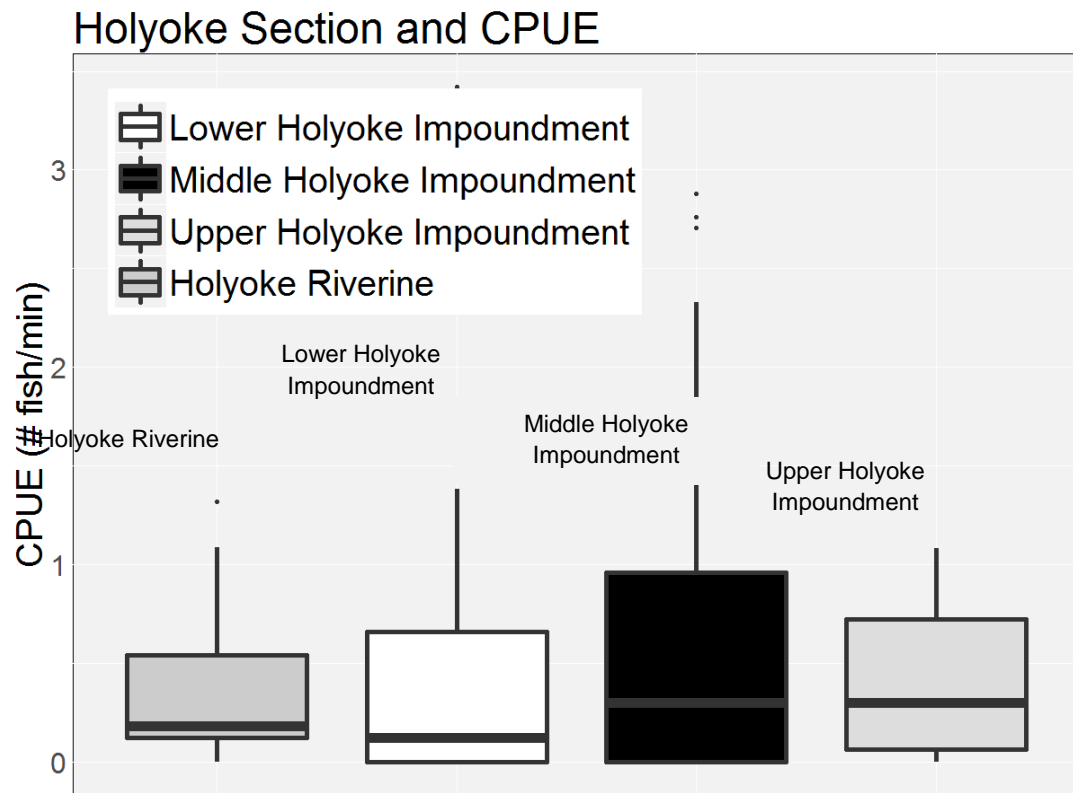 Holyoke Section and CPUE
Lower Holyoke Impoundment
Middle Holyoke Impoundment
Upper Holyoke Impoundment
Holyoke Riverine
CPUE (# fish/min)
3
2
1
0
Holyoke Riverine
Lower Holyoke
Impoundment
Middle Holyoke
Impoundment
Upper Holyoke
Impoundment